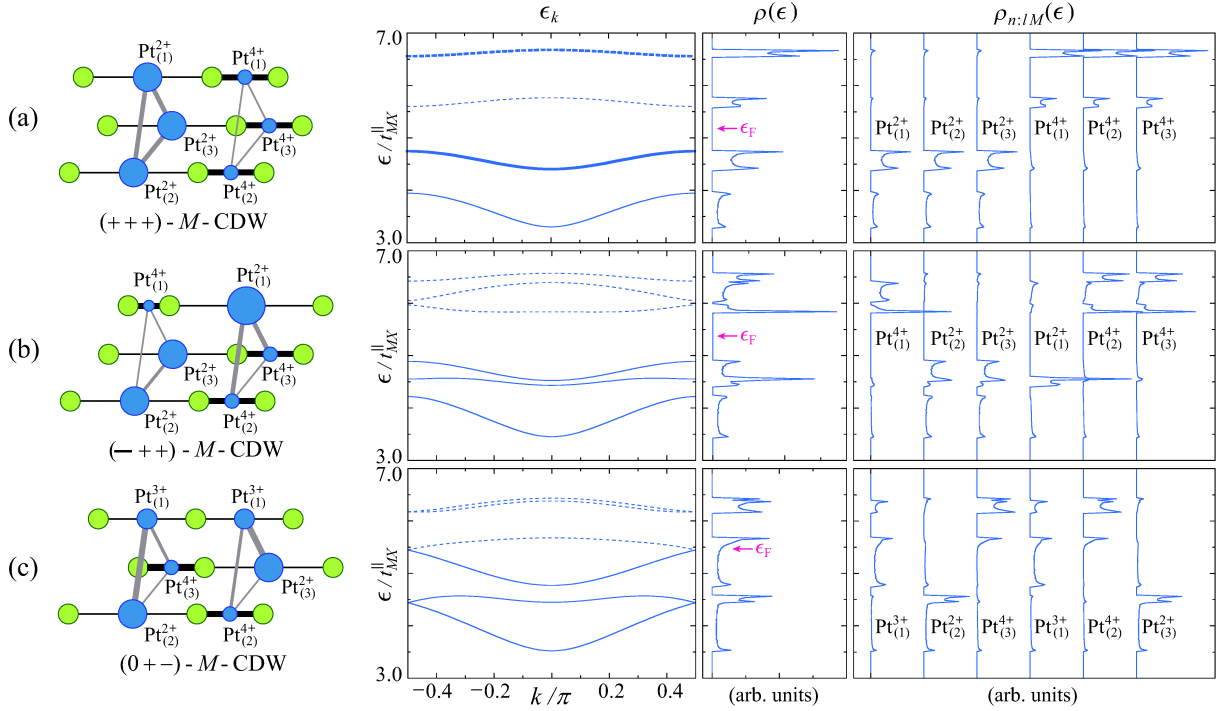 ϵ_k
ρ(ϵ)
ρ_{n:lM}(ϵ)
(a)
Pt^{2+}_{(1)}
Pt^{4+}_{(1)}
Pt^{2+}_{(3)}
Pt^{4+}_{(3)}
Pt^{2+}_{(2)}
Pt^{4+}_{(2)}
(+++)-M-CDW
7.0
ϵ/t^{||}_{MX}
3.0
ϵ_F
Pt^{2+}_{(1)} Pt^{2+}_{(2)} Pt^{2+}_{(3)} Pt^{4+}_{(1)} Pt^{4+}_{(2)} Pt^{4+}_{(3)}
(b)
Pt^{4+}_{(1)}
Pt^{2+}_{(1)}
Pt^{2+}_{(3)}
Pt^{4+}_{(3)}
Pt^{2+}_{(2)}
Pt^{4+}_{(2)}
(−++)-M-CDW
7.0
ϵ/t^{||}_{MX}
3.0
ϵ_F
Pt^{4+}_{(1)} Pt^{2+}_{(2)} Pt^{2+}_{(3)} Pt^{2+}_{(1)} Pt^{4+}_{(2)} Pt^{4+}_{(3)}
(c)
Pt^{3+}_{(1)}
Pt^{3+}_{(1)}
Pt^{4+}_{(3)}
Pt^{2+}_{(3)}
Pt^{2+}_{(2)}
Pt^{4+}_{(2)}
(0+−)-M-CDW
7.0
ϵ/t^{||}_{MX}
3.0
ϵ_F
Pt^{3+}_{(1)} Pt^{2+}_{(2)} Pt^{4+}_{(3)} Pt^{3+}_{(1)} Pt^{4+}_{(2)} Pt^{2+}_{(3)}
−0.4 −0.2 k/π 0.2 0.4
(arb. units)
(arb. units)